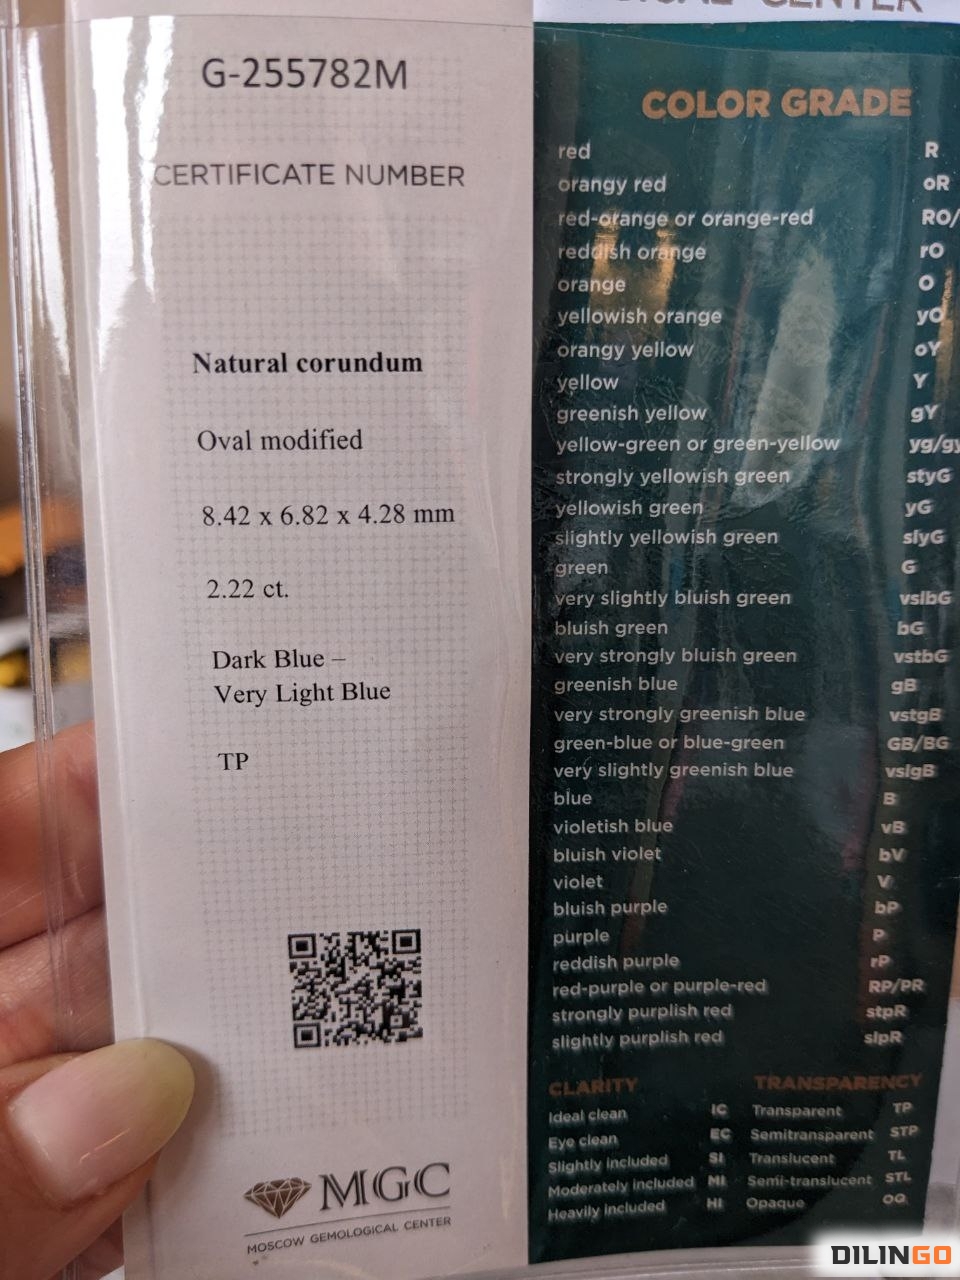 G-255782M
CERTIFICATE NUMBER
Natural corundum
Oval modified
8.42 x 6.82 x 4.28 mm
2.22 ct.
Dark Blue –
Very Light Blue
TP
MGC
MOSCOW GEMOLOGICAL CENTER
CENTER
COLOR GRADE
red R
orangy red oR
red-orange or orange-red RO/
reddish orange rO
orange O
yellowish orange yO
orangy yellow oY
yellow Y
greenish yellow gY
yellow-green or green-yellow yg/gy
strongly yellowish green styG
yellowish green yG
slightly yellowish green slyG
green G
very slightly bluish green vslbG
bluish green bG
very strongly bluish green vstbG
greenish blue gB
very strongly greenish blue vstgB
green-blue or blue-green GB/BG
very slightly greenish blue vslgB
blue B
violetish blue vB
bluish violet bV
violet V
bluish purple bP
purple P
reddish purple rP
red-purple or purple-red RP/PR
strongly purplish red stpR
slightly purplish red slpR
CLARITY TRANSPARENCY
Ideal clean IC Transparent TP
Eye clean EC Semitransparent STP
Slightly included SI Translucent TL
Moderately included MI Semi-translucent STL
Heavily included HI Opaque OQ
DILINGO